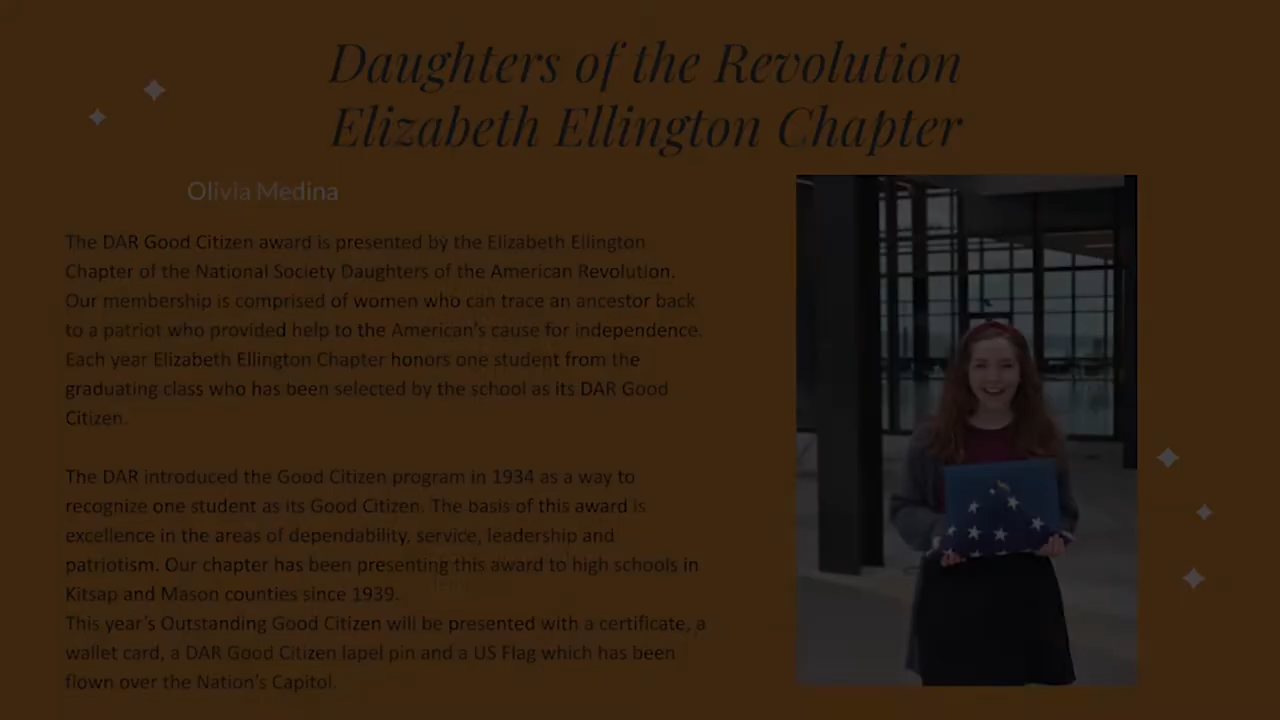 Daughters of the Revolution
Elizabeth Ellington Chapter
Olivia Medina
The DAR Good Citizen award is presented by the Elizabeth Ellington
Chapter of the National Society Daughters of the American Revolution.
Our membership is comprised of women who can trace an ancestor back
to a patriot who provided help to the American's cause for independence.
Each year Elizabeth Ellington Chapter honors one student from the
graduating class who has been selected by the school as its DAR Good
Citizen.
The DAR introduced the Good Citizen program in 1934 as a way to
recognize one student as its Good Citizen. The basis of this award is
excellence in the areas of dependability, service, leadership and
patriotism. Our chapter has been presenting this award to high schools in
Kitsap and Mason counties since 1939.
This year's Outstanding Good Citizen will be presented with a certificate, a
wallet card, a DAR Good Citizen lapel pin and a US Flag which has been
flown over the Nation's Capitol.